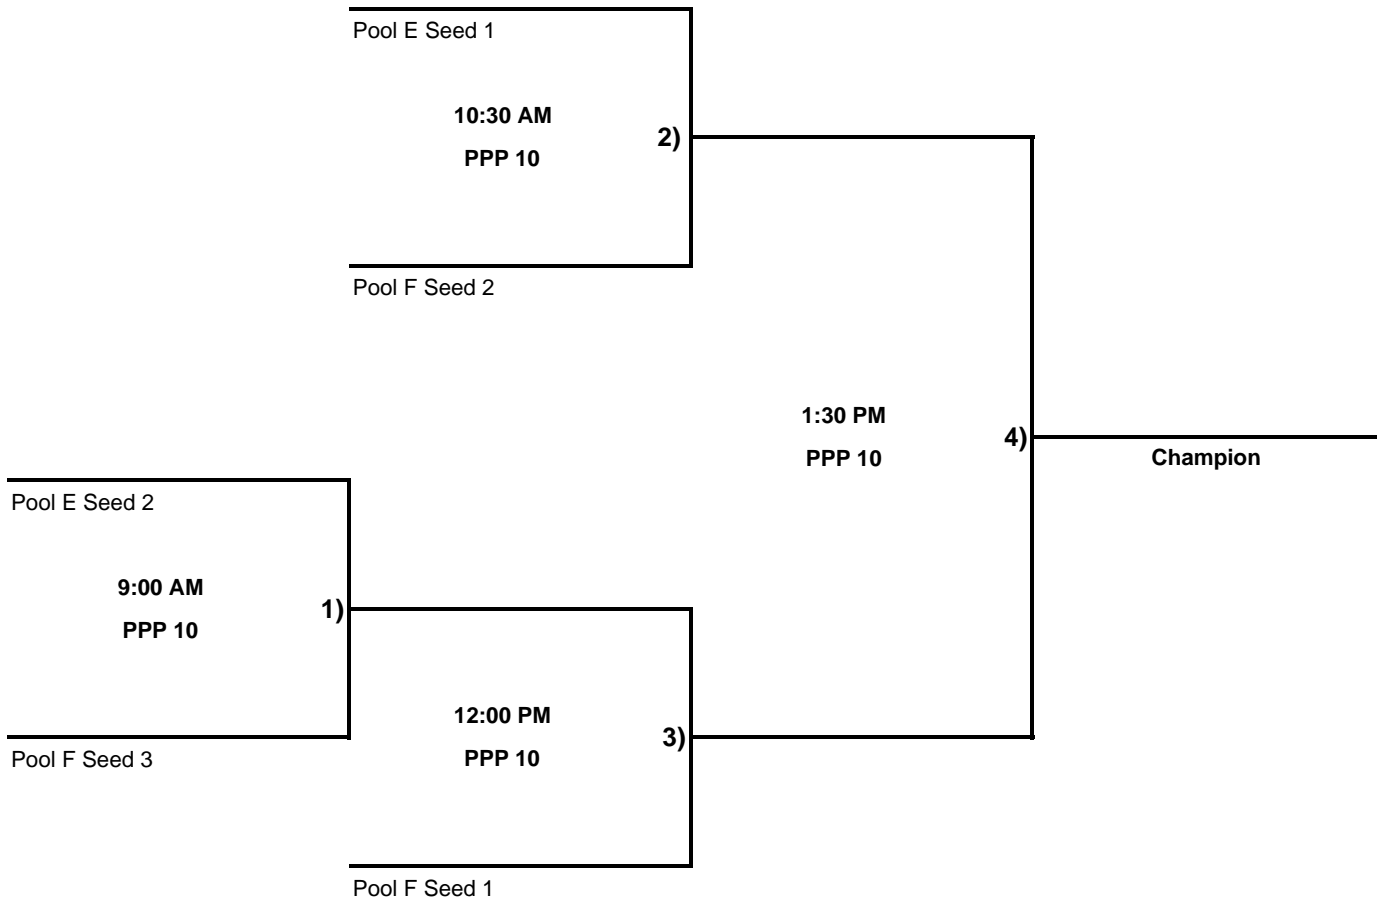 Pool E Seed 1
10:30 AM
2)
PPP 10
Pool F Seed 2
1:30 PM
4)
PPP 10
Champion
Pool E Seed 2
9:00 AM
1)
PPP 10
12:00 PM
3)
PPP 10
Pool F Seed 3
Pool F Seed 1